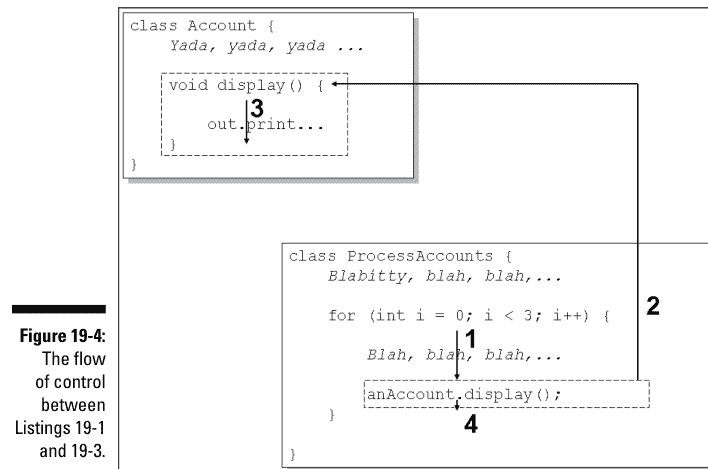 class Account {
Yada, yada, yada ...
void display() {
3
out.print...
}
}
class ProcessAccounts {
Blabitty, blah, blah,...
for (int i = 0; i < 3; i++) {
2
1
Blah, blah, blah,...
anAccount.display();
4
}
}
Figure 19-4:
The flow
of control
between
Listings 19-1
and 19-3.